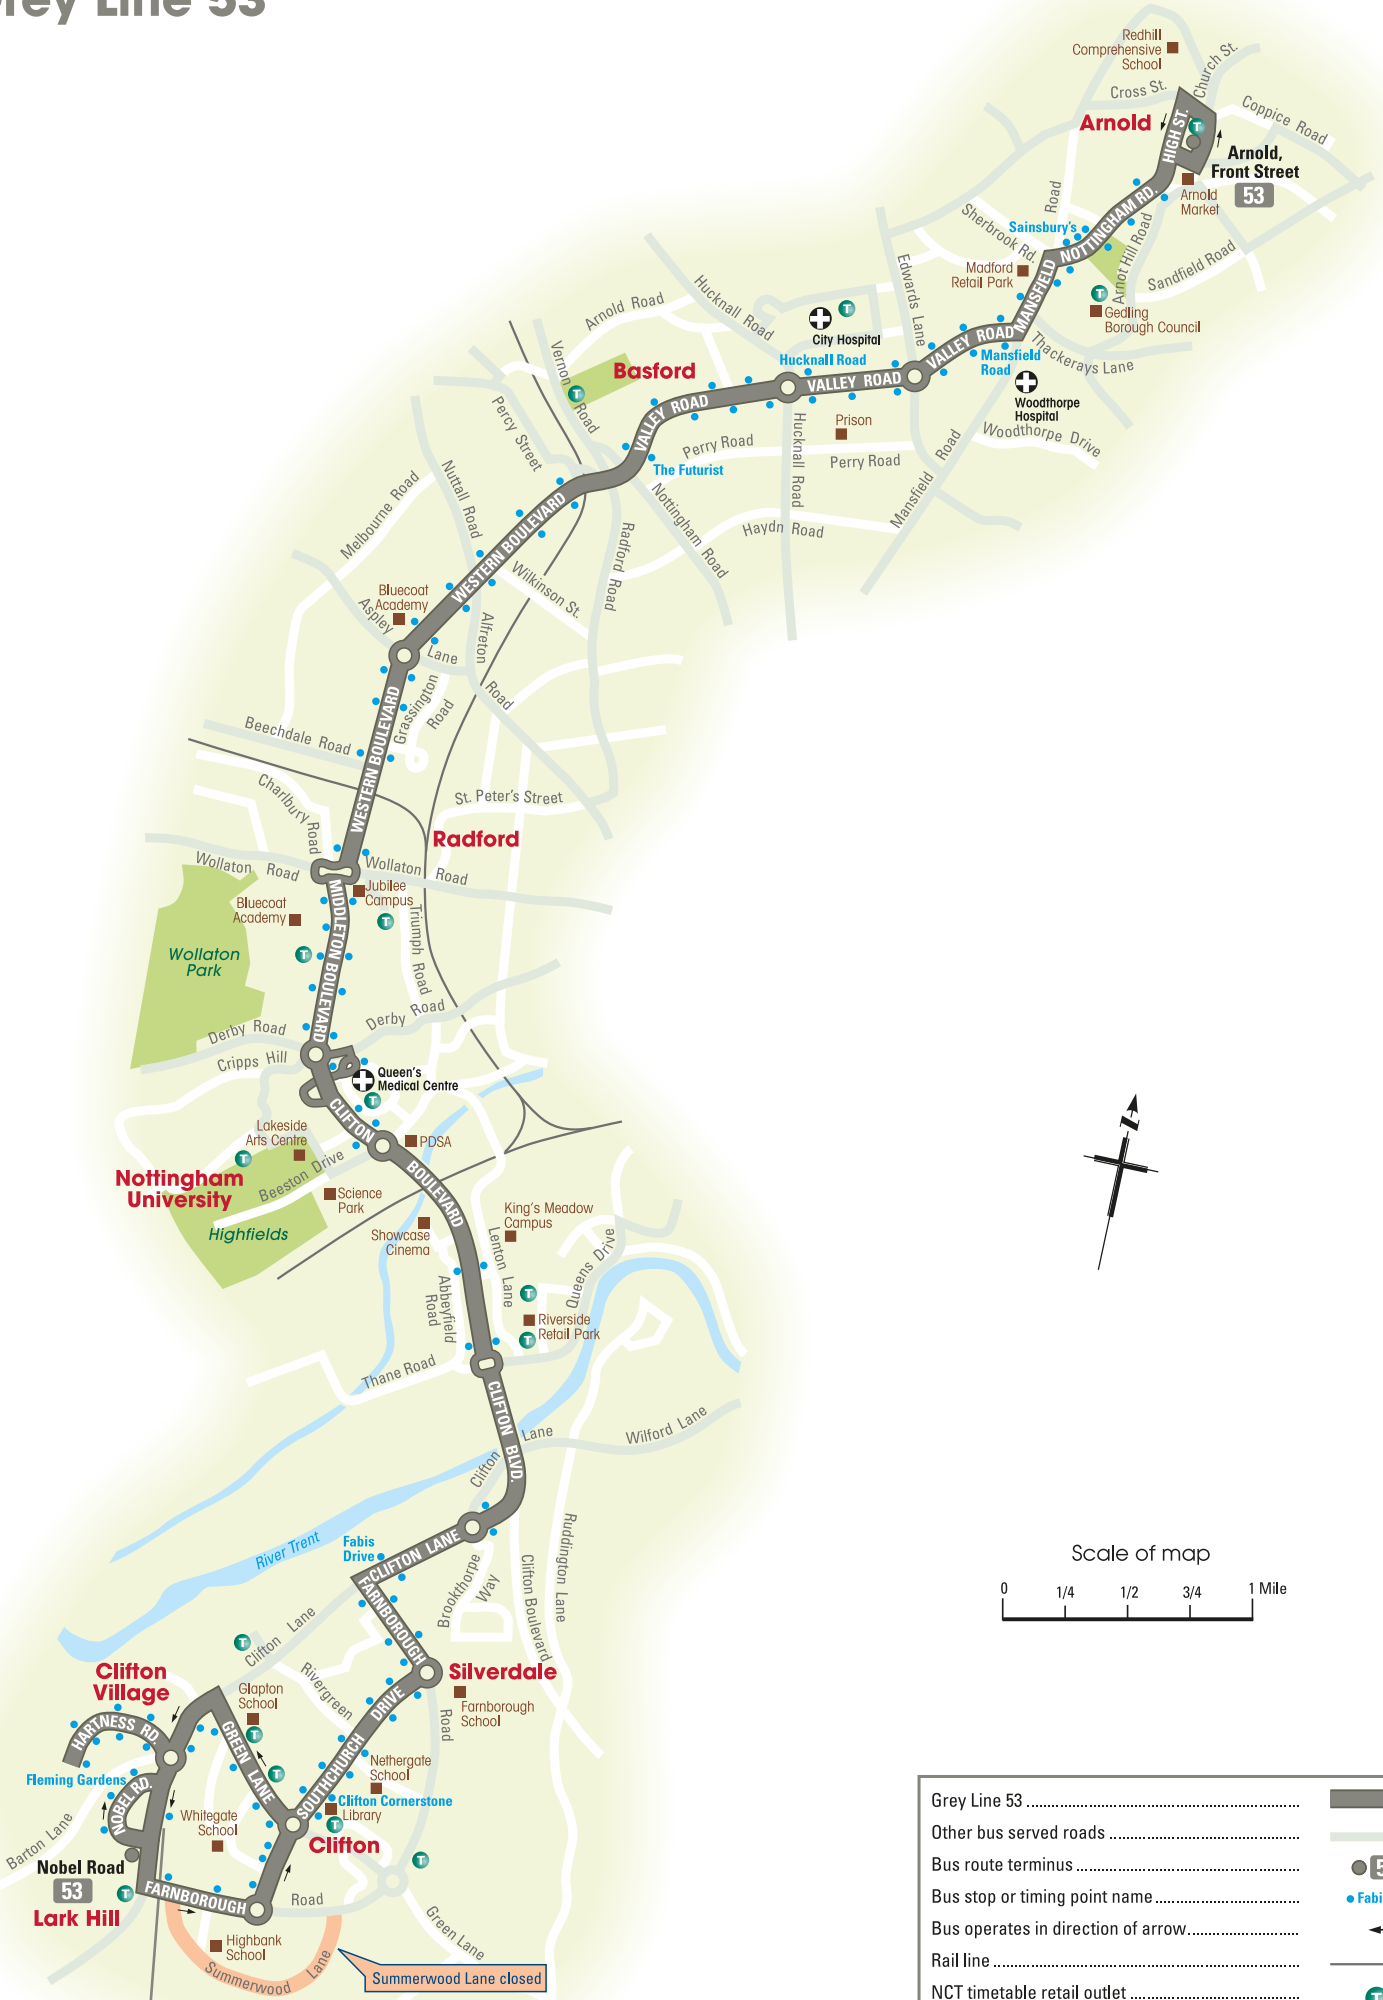 Grey Line 53
Redhill
Comprehensive
School
Church St.
Cross St.
Coppice Road
Arnold
HIGH ST.
T
Arnold,
Front Street
53
Arnold
Market
NOTTINGHAM RD.
Road
Sherbrook Rd.
Sainsbury's
Arnot Hill Road
Sandfield Road
Madford
Retail Park
MANSFIELD
T
Gedling
Borough Council
Edwards Lane
Hucknall Road
Arnold Road
City Hospital
T
Hucknall Road
VALLEY ROAD
Mansfield
Road
Thackerays Lane
Woodthorpe
Hospital
Woodthorpe Drive
Vernon
Road
Basford
T
VALLEY ROAD
VALLEY ROAD
Prison
Percy Street
Perry Road
Perry Road
Hucknall Road
Mansfield Road
The Futurist
Nuttall Road
Melbourne Road
Nottingham Road
Haydn Road
Radford Road
WESTERN BOULEVARD
Wilkinson St.
Bluecoat
Academy
Aspley
Lane
Alfreton
Road
Grassington
Road
WESTERN BOULEVARD
Beechdale Road
Charlbury Road
St. Peter's Street
Radford
Wollaton Road
Wollaton Road
Jubilee
Campus
Bluecoat
Academy
T
T
MIDDLETON BOULEVARD
Triumph Road
Wollaton
Park
Derby Road
Derby Road
Cripps Hill
Queen's
Medical Centre
T
CLIFTON
Lakeside
Arts Centre
PDSA
T
Nottingham
University
Beeston Drive
BOULEVARD
Science
Park
Highfields
Showcase
Cinema
King's Meadow
Campus
Lenton Lane
Queens Drive
Abbeyfield
Road
T
Riverside
Retail Park
T
Thane Road
CLIFTON BLVD.
Clifton
Lane
Wilford Lane
River Trent
Fabis
Drive
CLIFTON LANE
Brookthorpe
Way
Clifton Boulevard
Ruddington Lane
FARNBOROUGH
Clifton Lane
T
Rivergreen
Silverdale
Clifton
Village
Glapton
School
T
DRIVE
Road
Farnborough
School
HARTNESS RD.
GREEN LANE
T
SOUTHCHURCH
Nethergate
School
Fleming Gardens
NOBEL RD.
Clifton Cornerstone
Library
T
Whitegate
School
Clifton
Barton Lane
T
Nobel Road
53
T
Lark Hill
FARNBOROUGH
Road
Green Lane
Highbank
School
Summerwood Lane
Summerwood Lane closed
N
Scale of map
0 1/4 1/2 3/4 1 Mile
Grey Line 53
Other bus served roads
Bus route terminus
5
Bus stop or timing point name
Fabi
Bus operates in direction of arrow
Rail line
NCT timetable retail outlet
T